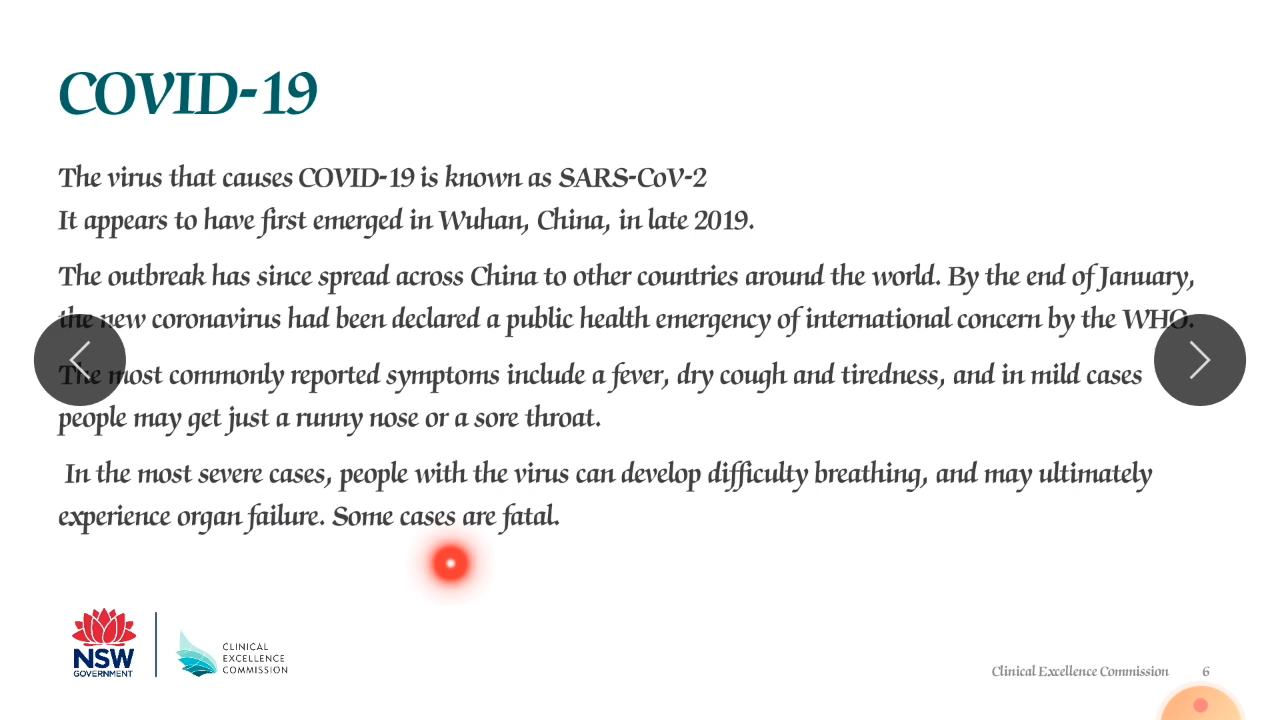 COVID-19
The virus that causes COVID-19 is known as SARS-CoV-2
It appears to have first emerged in Wuhan, China, in late 2019.
The outbreak has since spread across China to other countries around the world. By the end of January,
the new coronavirus had been declared a public health emergency of international concern by the WHO.
The most commonly reported symptoms include a fever, dry cough and tiredness, and in mild cases
people may get just a runny nose or a sore throat.
In the most severe cases, people with the virus can develop difficulty breathing, and may ultimately
experience organ failure. Some cases are fatal.
NSW
GOVERNMENT
CLINICAL
EXCELLENCE
COMMISSION
Clinical Excellence Commission 6